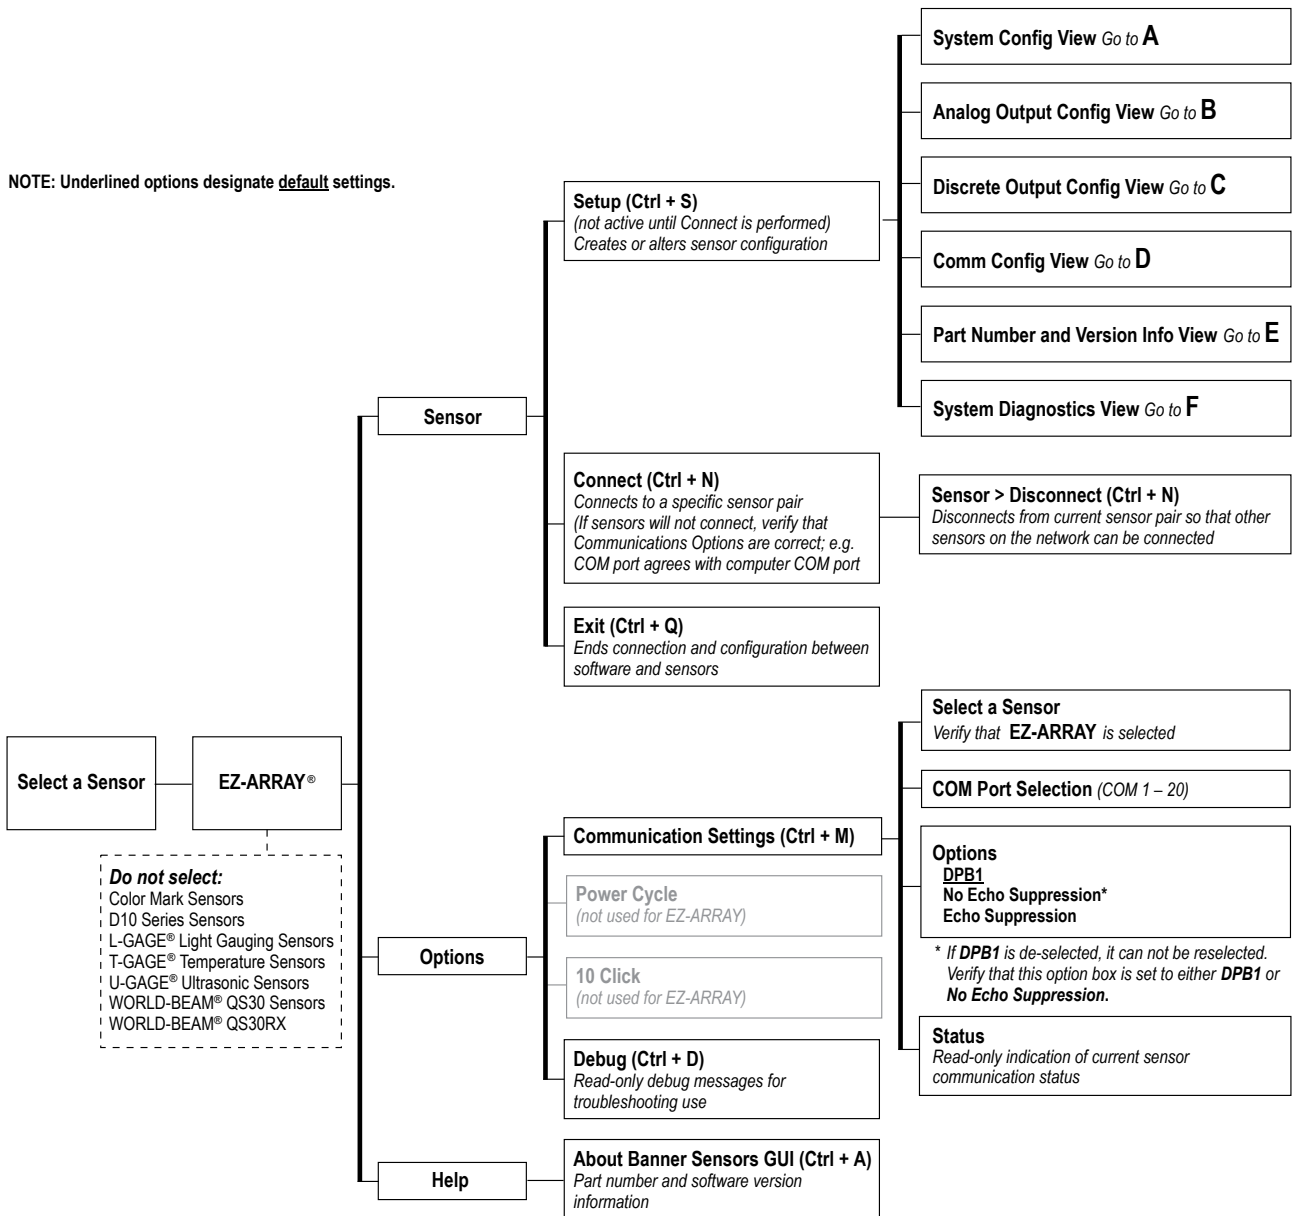 NOTE: Underlined options designate default settings.
System Config View Go to A
Analog Output Config View Go to B
Discrete Output Config View Go to C
Comm Config View Go to D
Part Number and Version Info View Go to E
System Diagnostics View Go to F
Setup (Ctrl + S)
(not active until Connect is performed)
Creates or alters sensor configuration
Sensor
Connect (Ctrl + N)
Connects to a specific sensor pair
(If sensors will not connect, verify that
Communications Options are correct; e.g.
COM port agrees with computer COM port
Sensor > Disconnect (Ctrl + N)
Disconnects from current sensor pair so that other
sensors on the network can be connected
Exit (Ctrl + Q)
Ends connection and configuration between
software and sensors
Select a Sensor
EZ-ARRAY®
Do not select:
Color Mark Sensors
D10 Series Sensors
L-GAGE® Light Gauging Sensors
T-GAGE® Temperature Sensors
U-GAGE® Ultrasonic Sensors
WORLD-BEAM® QS30 Sensors
WORLD-BEAM® QS30RX
Options
Communication Settings (Ctrl + M)
Power Cycle
(not used for EZ-ARRAY)
10 Click
(not used for EZ-ARRAY)
Debug (Ctrl + D)
Read-only debug messages for
troubleshooting use
Select a Sensor
Verify that EZ-ARRAY is selected
COM Port Selection (COM 1 – 20)
Options
DPB1
No Echo Suppression*
Echo Suppression
* If DPB1 is de-selected, it can not be reselected.
Verify that this option box is set to either DPB1 or
No Echo Suppression.
Status
Read-only indication of current sensor
communication status
Help
About Banner Sensors GUI (Ctrl + A)
Part number and software version
information